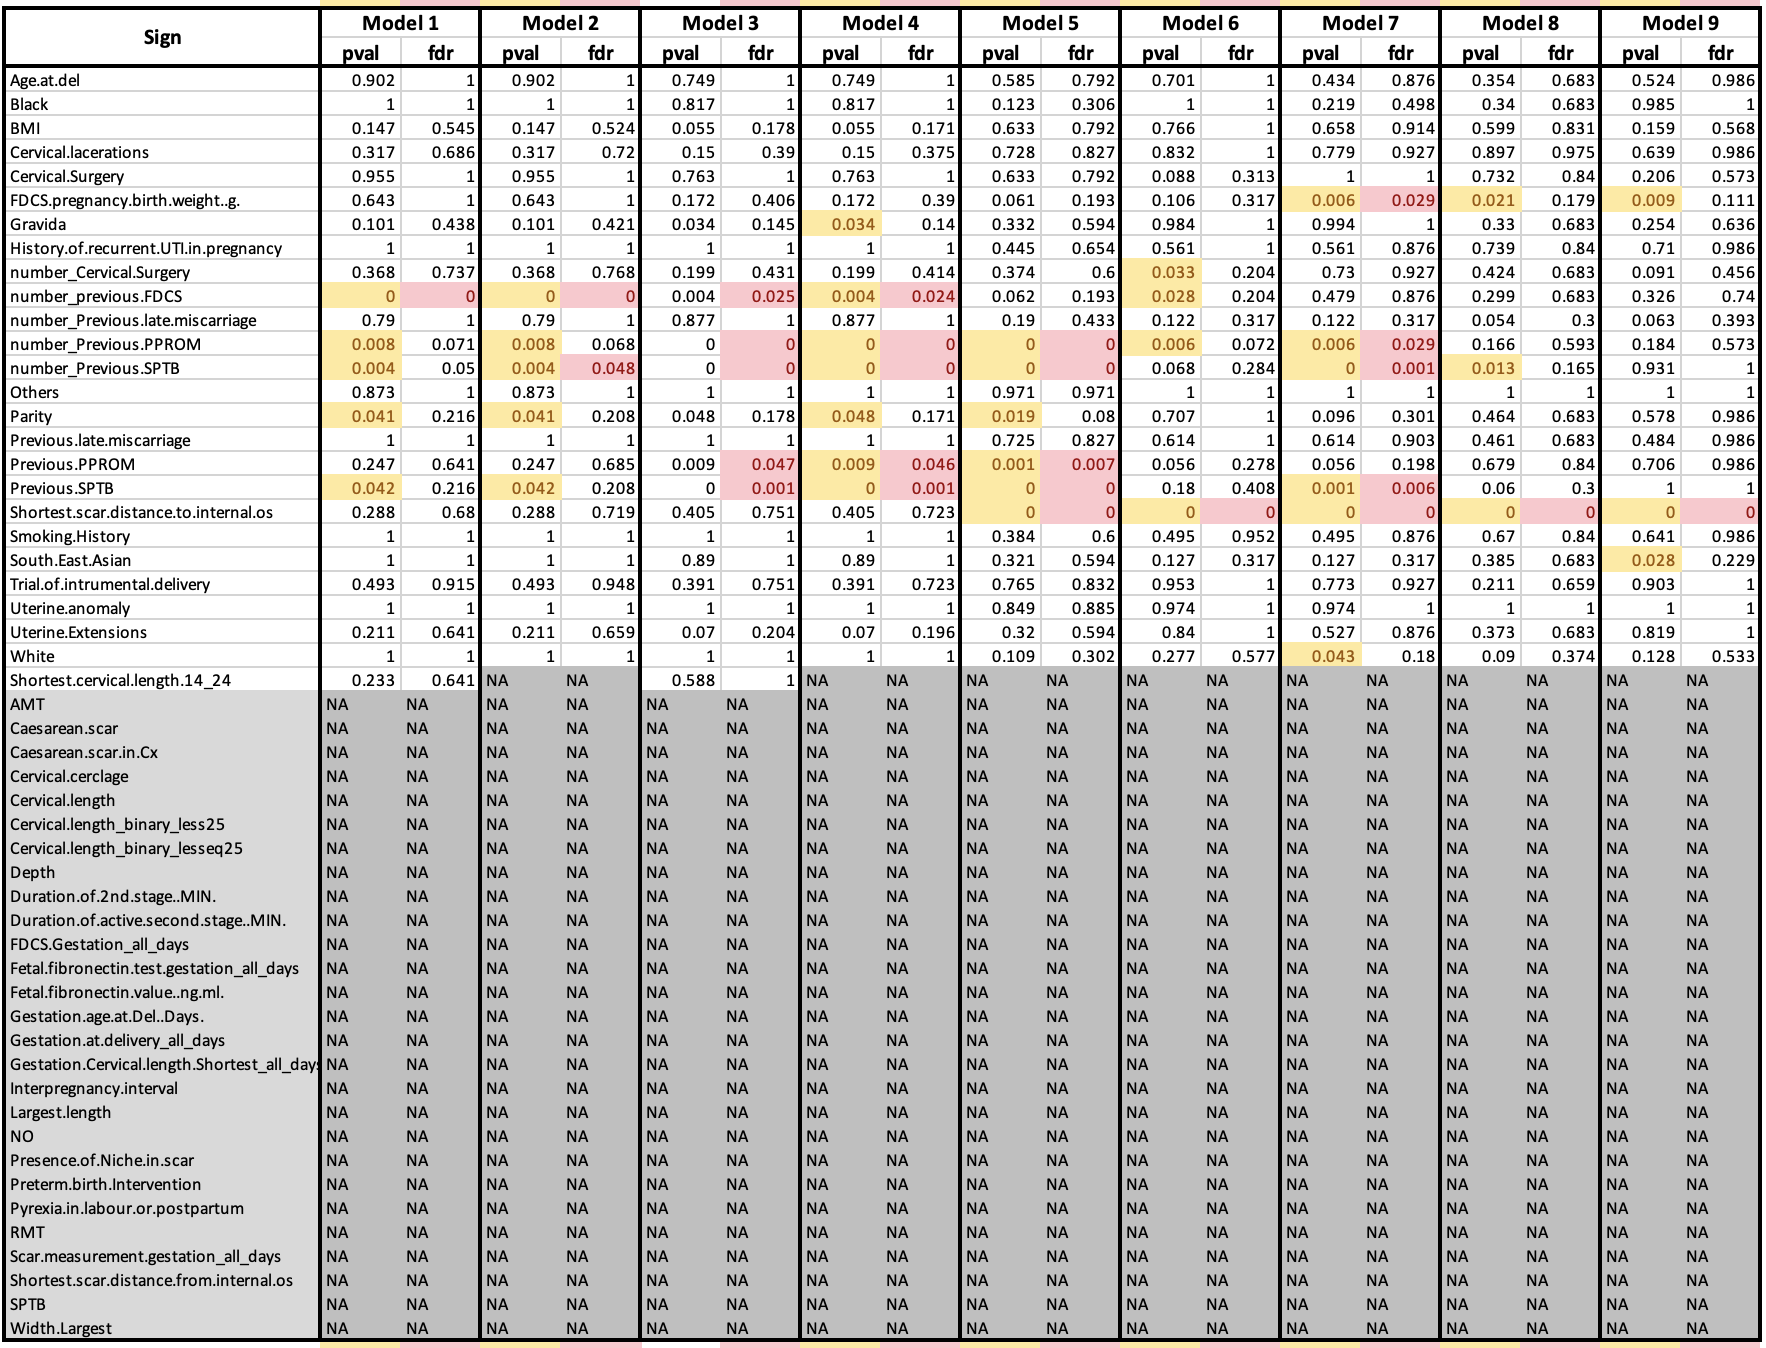 Sign Model 1 Model 2 Model 3 Model 4 Model 5 Model 6 Model 7 Model 8 Model 9
pval fdr pval fdr pval fdr pval fdr pval fdr pval fdr pval fdr pval fdr pval fdr
Age.at.del 0.902 1 0.902 1 0.749 1 0.749 1 0.585 0.792 0.701 1 0.434 0.876 0.354 0.683 0.524 0.986
Black 1 1 1 1 0.817 1 0.817 1 0.123 0.306 1 1 0.219 0.498 0.34 0.683 0.985 1
BMI 0.147 0.545 0.147 0.524 0.055 0.178 0.055 0.171 0.633 0.792 0.766 1 0.658 0.914 0.599 0.831 0.159 0.568
Cervical.lacerations 0.317 0.686 0.317 0.72 0.15 0.39 0.15 0.375 0.728 0.827 0.832 1 0.779 0.927 0.897 0.975 0.639 0.986
Cervical.Surgery 0.955 1 0.955 1 0.763 1 0.763 1 0.633 0.792 0.088 0.313 1 1 0.732 0.84 0.206 0.573
FDCS.pregnancy.birth.weight..g. 0.643 1 0.643 1 0.172 0.406 0.172 0.39 0.061 0.193 0.106 0.317 0.006 0.029 0.021 0.179 0.009 0.111
Gravida 0.101 0.438 0.101 0.421 0.034 0.145 0.034 0.14 0.332 0.594 0.984 1 0.994 1 0.33 0.683 0.254 0.636
History.of.recurrent.UTI.in.pregnancy 1 1 1 1 1 1 1 1 0.445 0.654 0.561 1 0.561 0.876 0.739 0.84 0.71 0.986
number_Cervical.Surgery 0.368 0.737 0.368 0.768 0.199 0.431 0.199 0.414 0.374 0.6 0.033 0.204 0.73 0.927 0.424 0.683 0.091 0.456
number_previous.FDCS 0 0 0 0 0.004 0.025 0.004 0.024 0.062 0.193 0.028 0.204 0.479 0.876 0.299 0.683 0.326 0.74
number_Previous.late.miscarriage 0.79 1 0.79 1 0.877 1 0.877 1 0.19 0.433 0.122 0.317 0.122 0.317 0.054 0.3 0.063 0.393
number_Previous.PPROM 0.008 0.071 0.008 0.068 0 0 0 0 0 0 0.006 0.072 0.006 0.029 0.166 0.593 0.184 0.573
number_Previous.SPTB 0.004 0.05 0.004 0.048 0 0 0 0 0 0 0.068 0.284 0 0.001 0.013 0.165 0.931 1
Others 0.873 1 0.873 1 1 1 1 1 0.971 0.971 1 1 1 1 1 1 1 1
Parity 0.041 0.216 0.041 0.208 0.048 0.178 0.048 0.171 0.019 0.08 0.707 1 0.096 0.301 0.464 0.683 0.578 0.986
Previous.late.miscarriage 1 1 1 1 1 1 1 1 0.725 0.827 0.614 1 0.614 0.903 0.461 0.683 0.484 0.986
Previous.PPROM 0.247 0.641 0.247 0.685 0.009 0.047 0.009 0.046 0.001 0.007 0.056 0.278 0.056 0.198 0.679 0.84 0.706 0.986
Previous.SPTB 0.042 0.216 0.042 0.208 0 0.001 0 0.001 0 0 0.18 0.408 0.001 0.006 0.06 0.3 1 1
Shortest.scar.distance.to.internal.os 0.288 0.68 0.288 0.719 0.405 0.751 0.405 0.723 0 0 0 0 0 0 0 0 0 0
Smoking.History 1 1 1 1 1 1 1 1 0.384 0.6 0.495 0.952 0.495 0.876 0.67 0.84 0.641 0.986
South.East.Asian 1 1 1 1 0.89 1 0.89 1 0.321 0.594 0.127 0.317 0.127 0.317 0.385 0.683 0.028 0.229
Trial.of.intrumental.delivery 0.493 0.915 0.493 0.948 0.391 0.751 0.391 0.723 0.765 0.832 0.953 1 0.773 0.927 0.211 0.659 0.903 1
Uterine.anomaly 1 1 1 1 1 1 1 1 0.849 0.885 0.974 1 0.974 1 1 1 1 1
Uterine.Extensions 0.211 0.641 0.211 0.659 0.07 0.204 0.07 0.196 0.32 0.594 0.84 1 0.527 0.876 0.373 0.683 0.819 1
White 1 1 1 1 1 1 1 1 0.109 0.302 0.277 0.577 0.043 0.18 0.09 0.374 0.128 0.533
Shortest.cervical.length.14_24 0.233 0.641 NA NA 0.588 1 NA NA NA NA NA NA NA NA NA NA NA NA
AMT NA NA NA NA NA NA NA NA NA NA NA NA NA NA NA NA NA NA
Caesarean.scar NA NA NA NA NA NA NA NA NA NA NA NA NA NA NA NA NA NA
Caesarean.scar.in.Cx NA NA NA NA NA NA NA NA NA NA NA NA NA NA NA NA NA NA
Cervical.cerclage NA NA NA NA NA NA NA NA NA NA NA NA NA NA NA NA NA NA
Cervical.length NA NA NA NA NA NA NA NA NA NA NA NA NA NA NA NA NA NA
Cervical.length_binary_less25 NA NA NA NA NA NA NA NA NA NA NA NA NA NA NA NA NA NA
Cervical.length_binary_lesseq25 NA NA NA NA NA NA NA NA NA NA NA NA NA NA NA NA NA NA
Depth NA NA NA NA NA NA NA NA NA NA NA NA NA NA NA NA NA NA
Duration.of.2nd.stage..MIN. NA NA NA NA NA NA NA NA NA NA NA NA NA NA NA NA NA NA
Duration.of.active.second.stage..MIN. NA NA NA NA NA NA NA NA NA NA NA NA NA NA NA NA NA NA
FDCS.Gestation_all_days NA NA NA NA NA NA NA NA NA NA NA NA NA NA NA NA NA NA
Fetal.fibronectin.test.gestation_all_days NA NA NA NA NA NA NA NA NA NA NA NA NA NA NA NA NA NA
Fetal.fibronectin.value..ng.ml. NA NA NA NA NA NA NA NA NA NA NA NA NA NA NA NA NA NA
Gestation.age.at.Del..Days. NA NA NA NA NA NA NA NA NA NA NA NA NA NA NA NA NA NA
Gestation.at.delivery_all_days NA NA NA NA NA NA NA NA NA NA NA NA NA NA NA NA NA NA
Gestation.Cervical.length.Shortest_all_days NA NA NA NA NA NA NA NA NA NA NA NA NA NA NA NA NA NA
Interpregnancy.interval NA NA NA NA NA NA NA NA NA NA NA NA NA NA NA NA NA NA
Largest.length NA NA NA NA NA NA NA NA NA NA NA NA NA NA NA NA NA NA
NO NA NA NA NA NA NA NA NA NA NA NA NA NA NA NA NA NA NA
Presence.of.Niche.in.scar NA NA NA NA NA NA NA NA NA NA NA NA NA NA NA NA NA NA
Preterm.birth.Intervention NA NA NA NA NA NA NA NA NA NA NA NA NA NA NA NA NA NA
Pyrexia.in.labour.or.postpartum NA NA NA NA NA NA NA NA NA NA NA NA NA NA NA NA NA NA
RMT NA NA NA NA NA NA NA NA NA NA NA NA NA NA NA NA NA NA
Scar.measurement.gestation_all_days NA NA NA NA NA NA NA NA NA NA NA NA NA NA NA NA NA NA
Shortest.scar.distance.from.internal.os NA NA NA NA NA NA NA NA NA NA NA NA NA NA NA NA NA NA
SPTB NA NA NA NA NA NA NA NA NA NA NA NA NA NA NA NA NA NA
Width.Largest NA NA NA NA NA NA NA NA NA NA NA NA NA NA NA NA NA NA